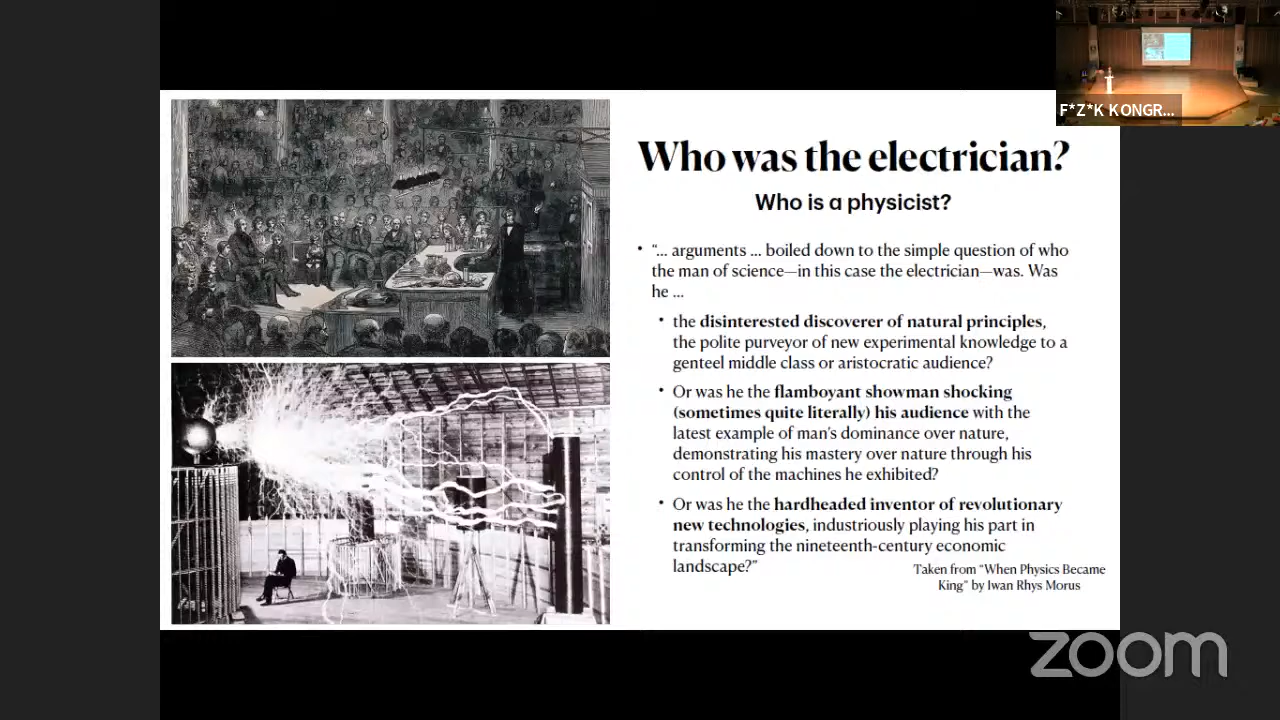 F*Z*K KONGR...
Who was the electrician?
Who is a physicist?
• “... arguments ... boiled down to the simple question of who
the man of science—in this case the electrician—was. Was
he ...
• the disinterested discoverer of natural principles,
the polite purveyor of new experimental knowledge to a
genteel middle class or aristocratic audience?
• Or was he the flamboyant showman shocking
(sometimes quite literally) his audience with the
latest example of man’s dominance over nature,
demonstrating his mastery over nature through his
control of the machines he exhibited?
• Or was he the hardheaded inventor of revolutionary
new technologies, industriously playing his part in
transforming the nineteenth-century economic
landscape?”
Taken from “When Physics Became
King” by Iwan Rhys Morus
zoom